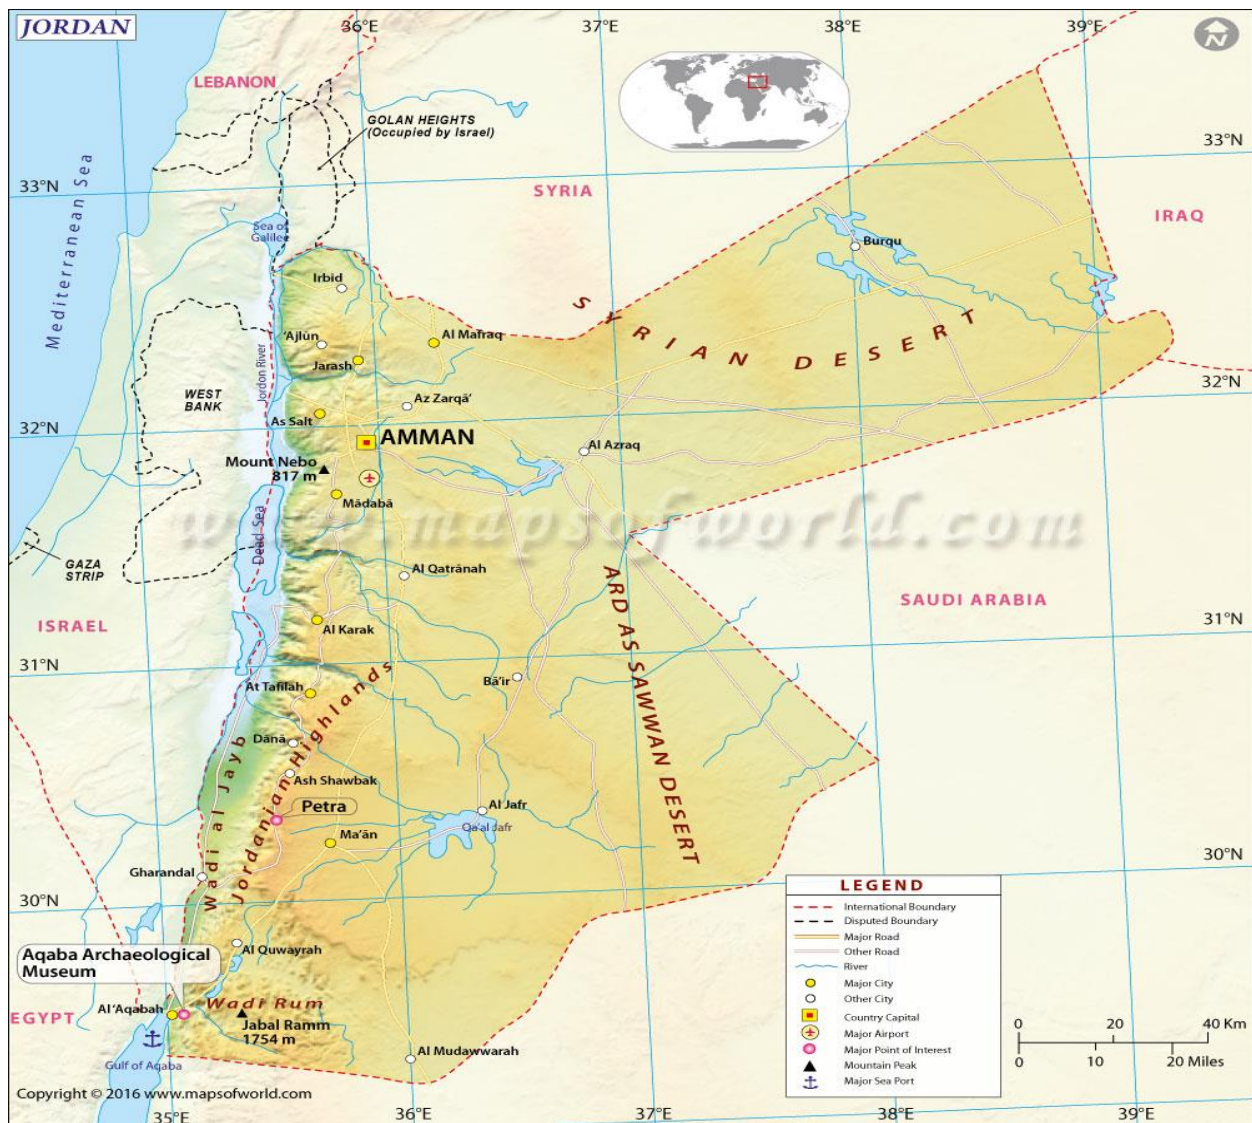 JORDAN
36°E
37°E
38°E
39°E
N
LEBANON
GOLAN HEIGHTS
(Occupied by Israel)
33°N
33°N
SYRIA
IRAQ
Mediterranean Sea
Sea of
Galilee
Burqu
Irbid
SYRIAN DESERT
'Ajlūn
Al Mafraq
Jarash
Jordon River
32°N
WEST
BANK
Az Zarqā'
As Salt
32°N
AMMAN
Al Azraq
Mount Nebo
817 m
Mādabā
www.mapsofworld.com
Dead Sea
GAZA
STRIP
Al Qatrānah
ARD AS SAWWAN DESERT
SAUDI ARABIA
ISRAEL
Al Karak
31°N
31°N
At Tafilah
Bā'ir
Jordanian Highlands
Dānā
Wadi al Jayb
Ash Shawbak
Petra
Al Jafr
Qa'al Jafr
Ma'ān
30°N
Gharandal
30°N
LEGEND
International Boundary
Disputed Boundary
Major Road
Other Road
River
Major City
Other City
Country Capital
Major Airport
Major Point of Interest
Mountain Peak
Major Sea Port
Al Quwayrah
Aqaba Archaeological
Museum
Wadi Rum
Al 'Aqabah
EGYPT
Jabal Ramm
1754 m
0 20 40 Km
0 10 20 Miles
Al Mudawwarah
Gulf of Aqaba
Copyright © 2016 www.mapsofworld.com
35°E
36°E
37°E
38°E
39°E